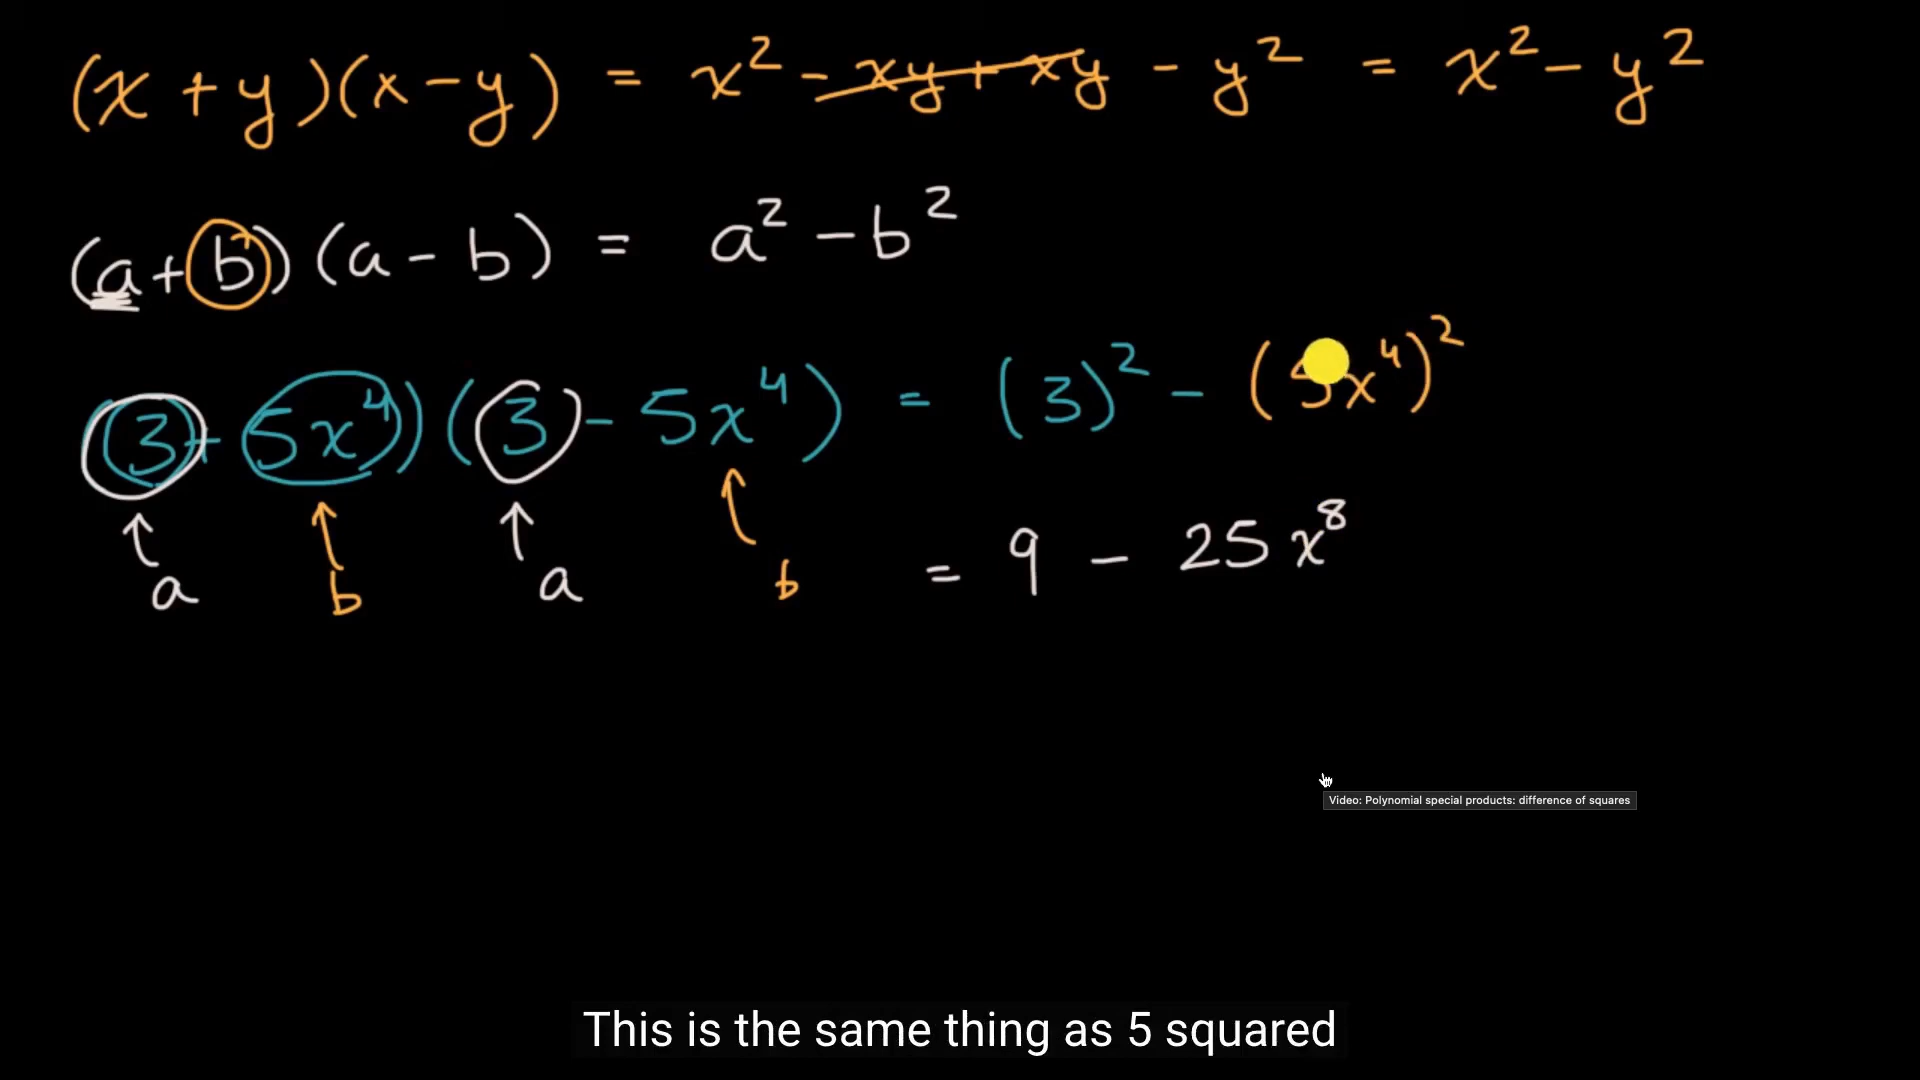 (x + y)(x - y) = x² - xy + xy - y² = x² - y²
(a + b)(a - b) = a² - b²
(3 + 5x⁴)(3 - 5x⁴) = (3)² - (5x⁴)²
a b a b = 9 - 25x⁸
Video: Polynomial special products: difference of squares
This is the same thing as 5 squared